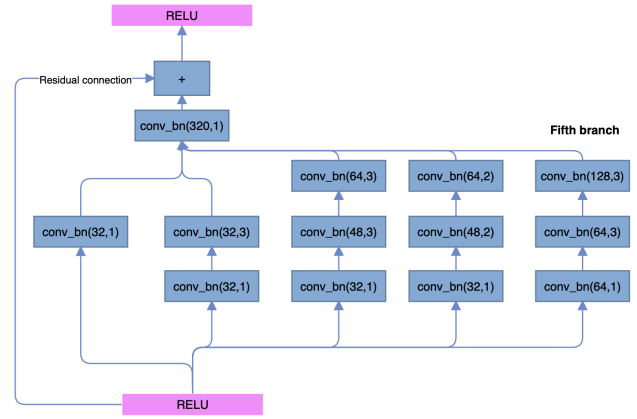 RELU
Residual connection
+
conv_bn(320,1)
Fifth branch
conv_bn(64,3)
conv_bn(64,2)
conv_bn(128,3)
conv_bn(32,1)
conv_bn(32,3)
conv_bn(48,3)
conv_bn(48,2)
conv_bn(64,3)
conv_bn(32,1)
conv_bn(32,1)
conv_bn(32,1)
conv_bn(64,1)
RELU